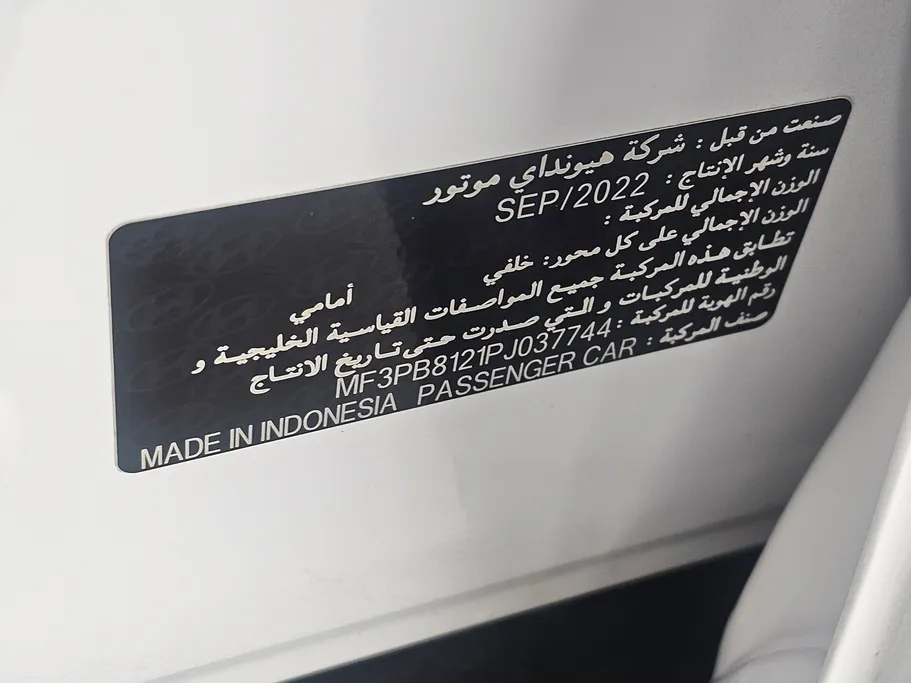 صنعت من قبل : شركة هيونداي موتور
سنة وشهر الإنتاج : SEP/2022
الوزن الإجمالي للمركبة :
الوزن الإجمالي على كل محور: خلفي أمامي
تطابق هذه المركبة جميع المواصفات القياسية الخليجية و
الوطنية للمركبات و التي صدرت حتى تاريخ الانتاج
رقم الهوية للمركبة : MF3PB8121PJ037744
صنف المركبة : PASSENGER CAR MADE IN INDONESIA